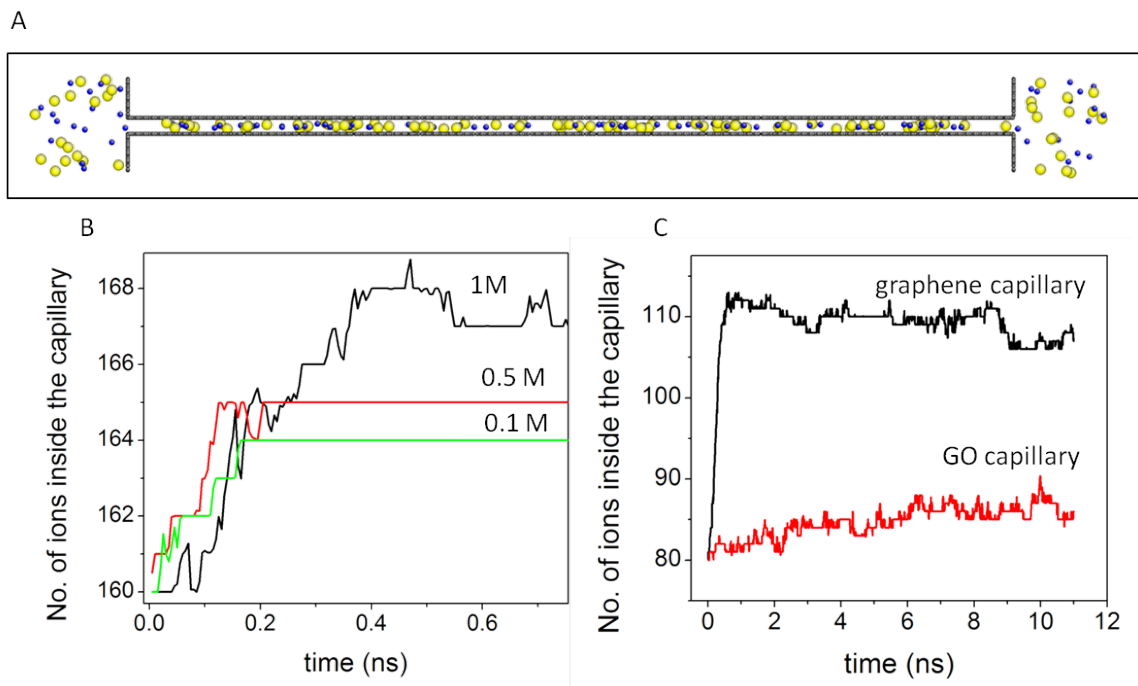 A
B
C
No. of ions inside the capillary
168
166
164
162
160
1M
0.5 M
0.1 M
0.0
0.2
0.4
0.6
time (ns)
No. of ions inside the capillary
110
100
90
80
graphene capillary
GO capillary
0
2
4
6
8
10
12
time (ns)